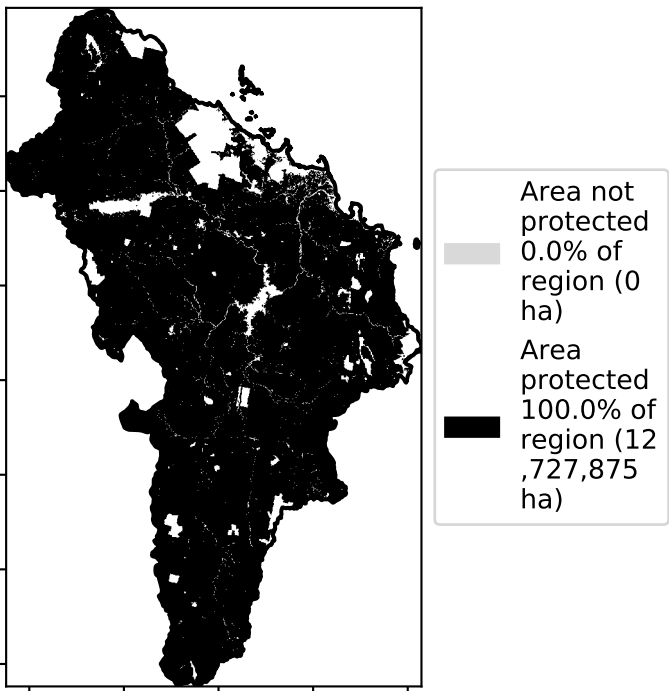 Area not
protected
0.0% of
region (0
ha)
Area
protected
100.0% of
region (12
,727,875
ha)